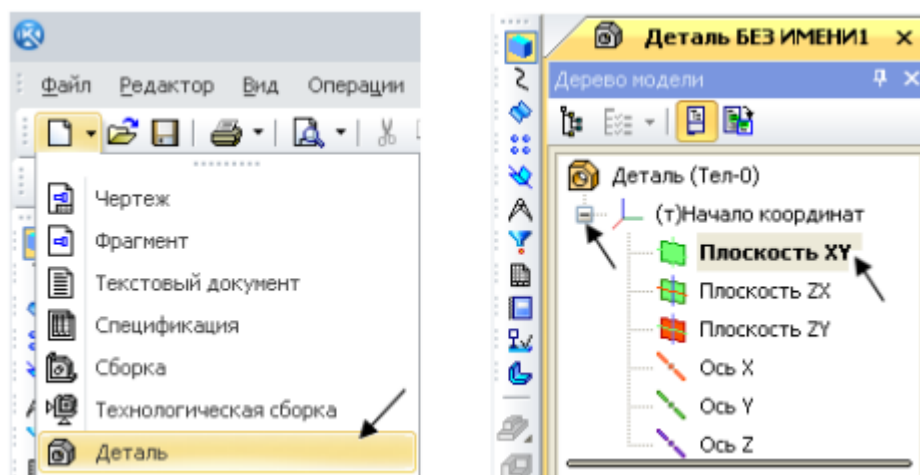 Файл Редактор Вид Операции
Чертеж
Фрагмент
Текстовый документ
Спецификация
Сборка
Технологическая сборка
Деталь
Деталь БЕЗ ИМЕНИ1
Дерево модели
Деталь (Тел-0)
(т)Начало координат
Плоскость XY
Плоскость ZX
Плоскость ZY
Ось X
Ось Y
Ось Z